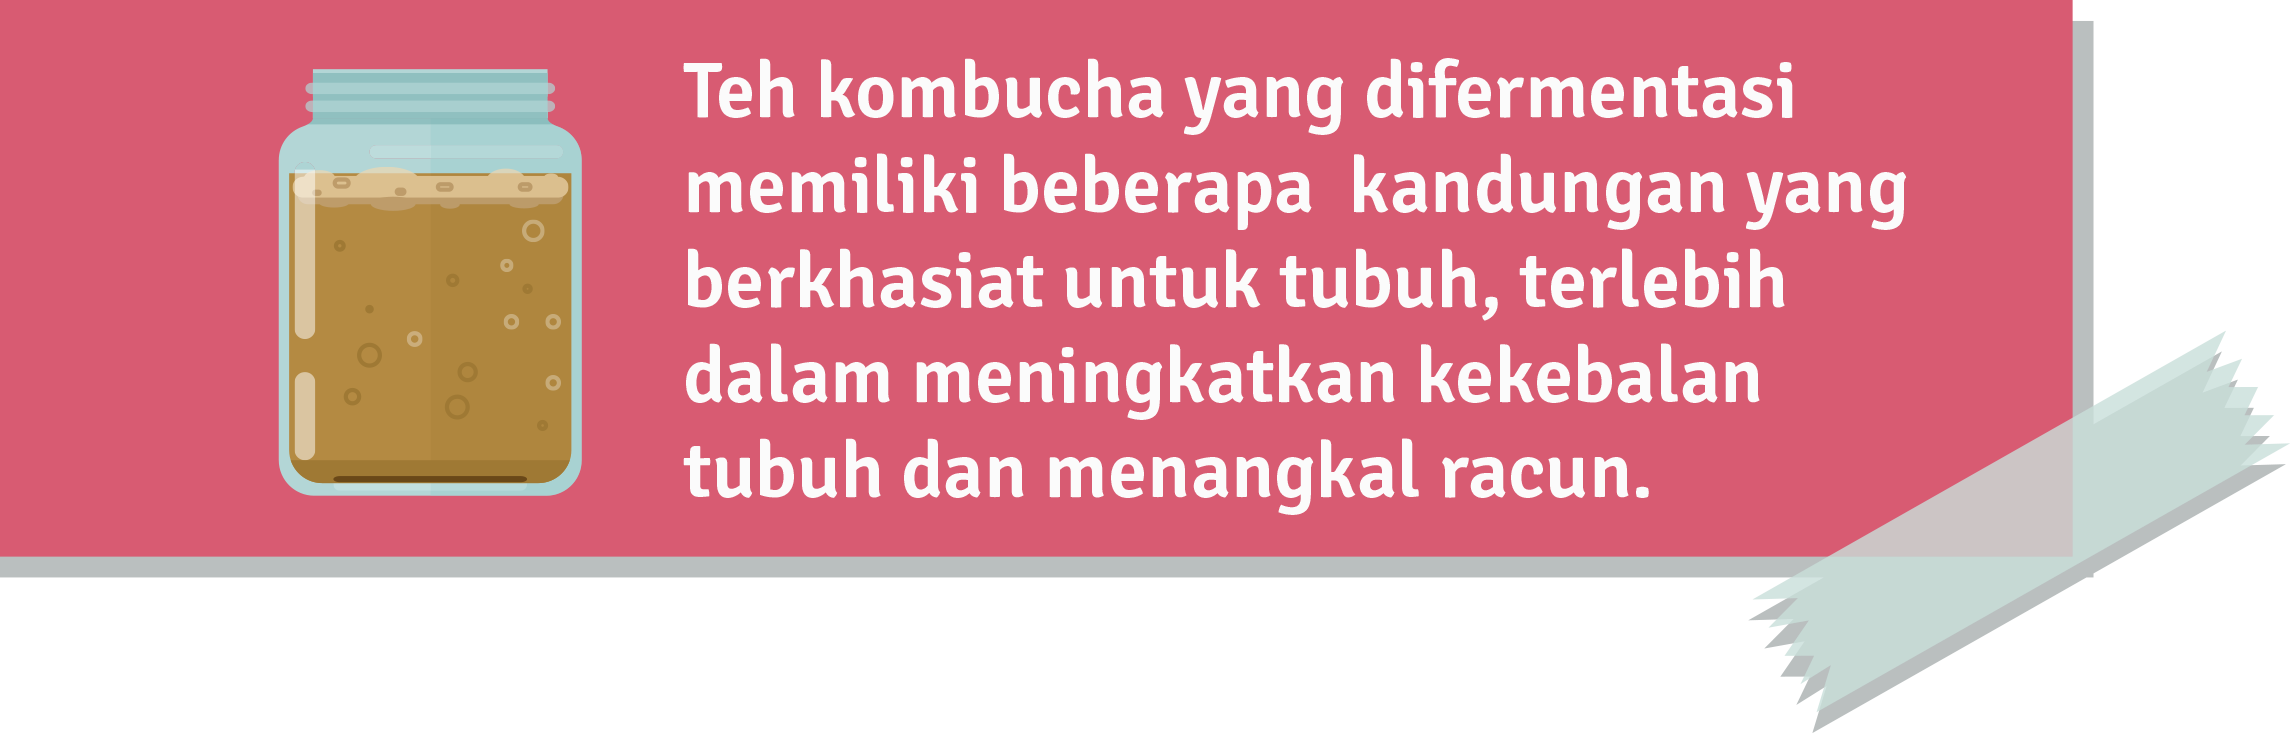 Teh kombucha yang difermentasi
memiliki beberapa  kandungan yang
berkhasiat untuk tubuh, terlebih
dalam meningkatkan kekebalan
tubuh dan menangkal racun.